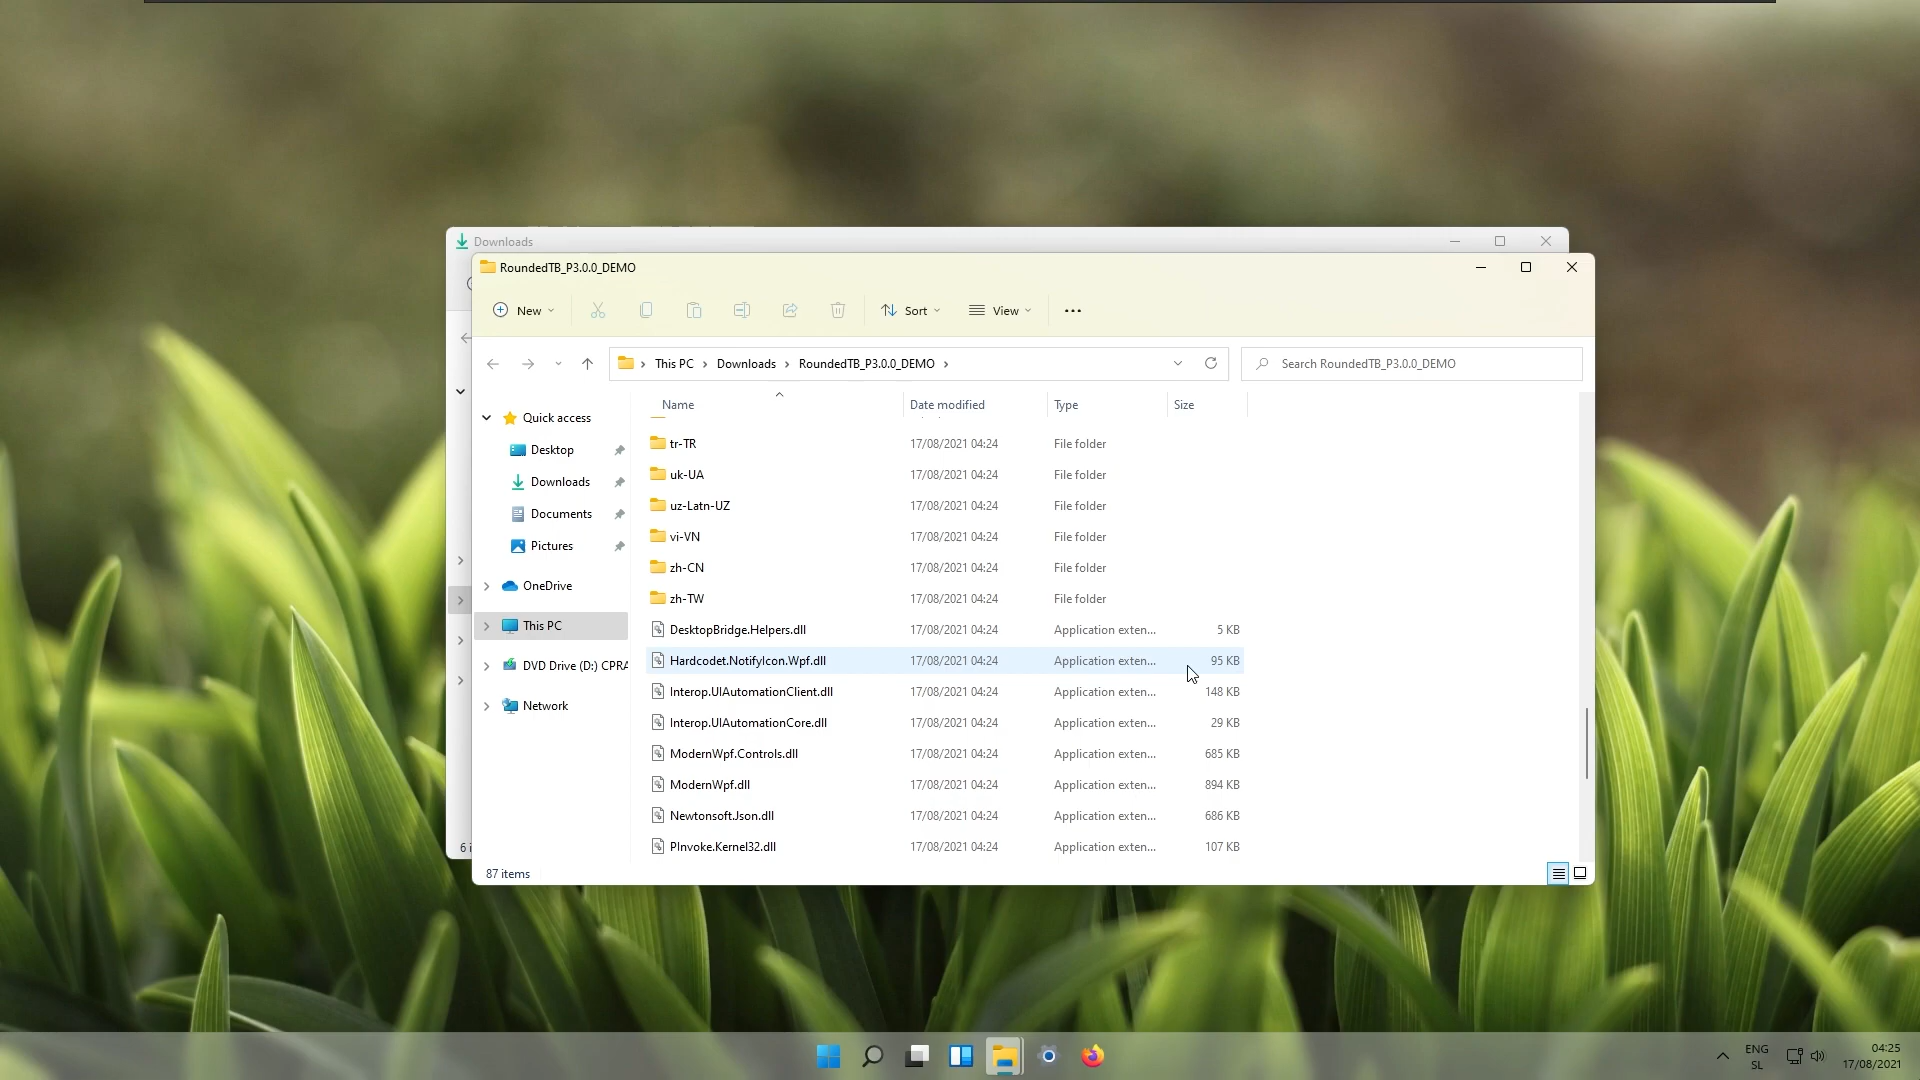 Downloads
RoundedTB_P3.0.0_DEMO
New
Sort
View
This PC
Downloads
RoundedTB_P3.0.0_DEMO
Search RoundedTB_P3.0.0_DEMO
Name
Date modified
Type
Size
Quick access
Desktop
Downloads
Documents
Pictures
OneDrive
This PC
DVD Drive (D:) CPRA
Network
tr-TR 17/08/2021 04:24 File folder
uk-UA 17/08/2021 04:24 File folder
uz-Latn-UZ 17/08/2021 04:24 File folder
vi-VN 17/08/2021 04:24 File folder
zh-CN 17/08/2021 04:24 File folder
zh-TW 17/08/2021 04:24 File folder
DesktopBridge.Helpers.dll 17/08/2021 04:24 Application exten... 5 KB
Hardcodet.NotifyIcon.Wpf.dll 17/08/2021 04:24 Application exten... 95 KB
Interop.UIAutomationClient.dll 17/08/2021 04:24 Application exten... 148 KB
Interop.UIAutomationCore.dll 17/08/2021 04:24 Application exten... 29 KB
ModernWpf.Controls.dll 17/08/2021 04:24 Application exten... 685 KB
ModernWpf.dll 17/08/2021 04:24 Application exten... 894 KB
Newtonsoft.Json.dll 17/08/2021 04:24 Application exten... 686 KB
PInvoke.Kernel32.dll 17/08/2021 04:24 Application exten... 107 KB
6 i
87 items
ENG
SL
04:25
17/08/2021